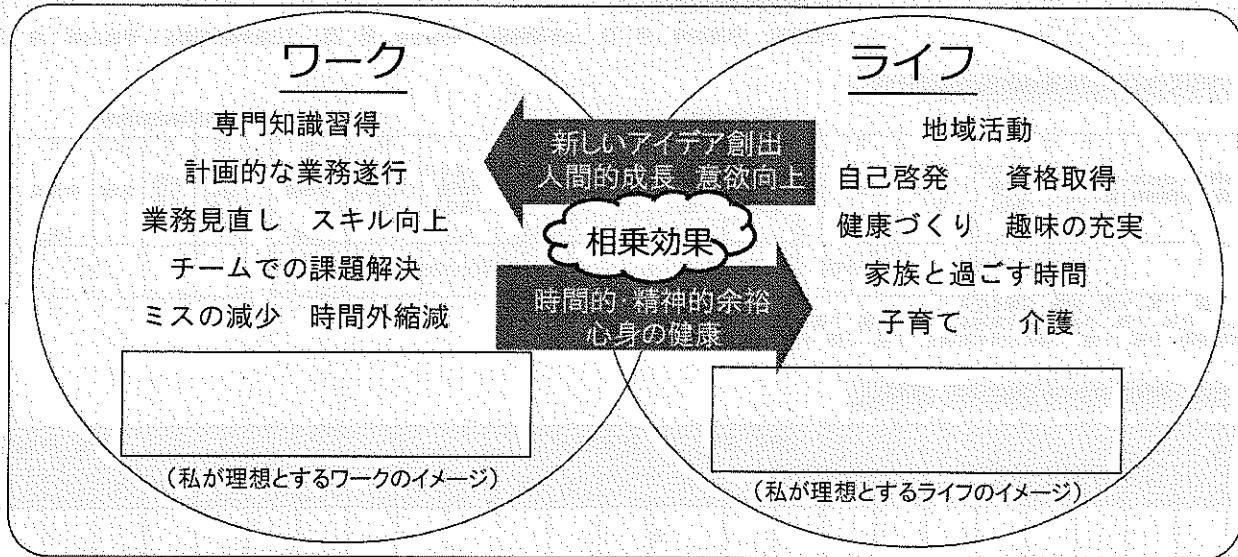 ワーク
専門知識習得
計画的な業務遂行
業務見直し スキル向上
チームでの課題解決
ミスの減少 時間外縮減
(私が理想とするワークのイメージ)
新しいアイデア創出
人間的成長 意欲向上
相乗効果
時間的・精神的余裕
心身の健康
ライフ
地域活動
自己啓発 資格取得
健康づくり 趣味の充実
家族と過ごす時間
子育て 介護
(私が理想とするライフのイメージ)